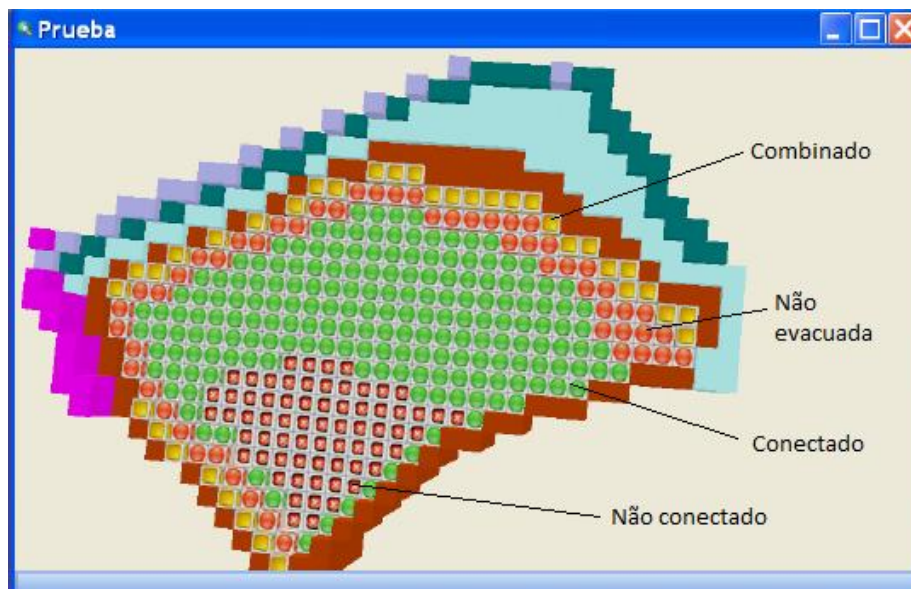 Prueba
Combinado
Não
evacuada
Conectado
Não conectado